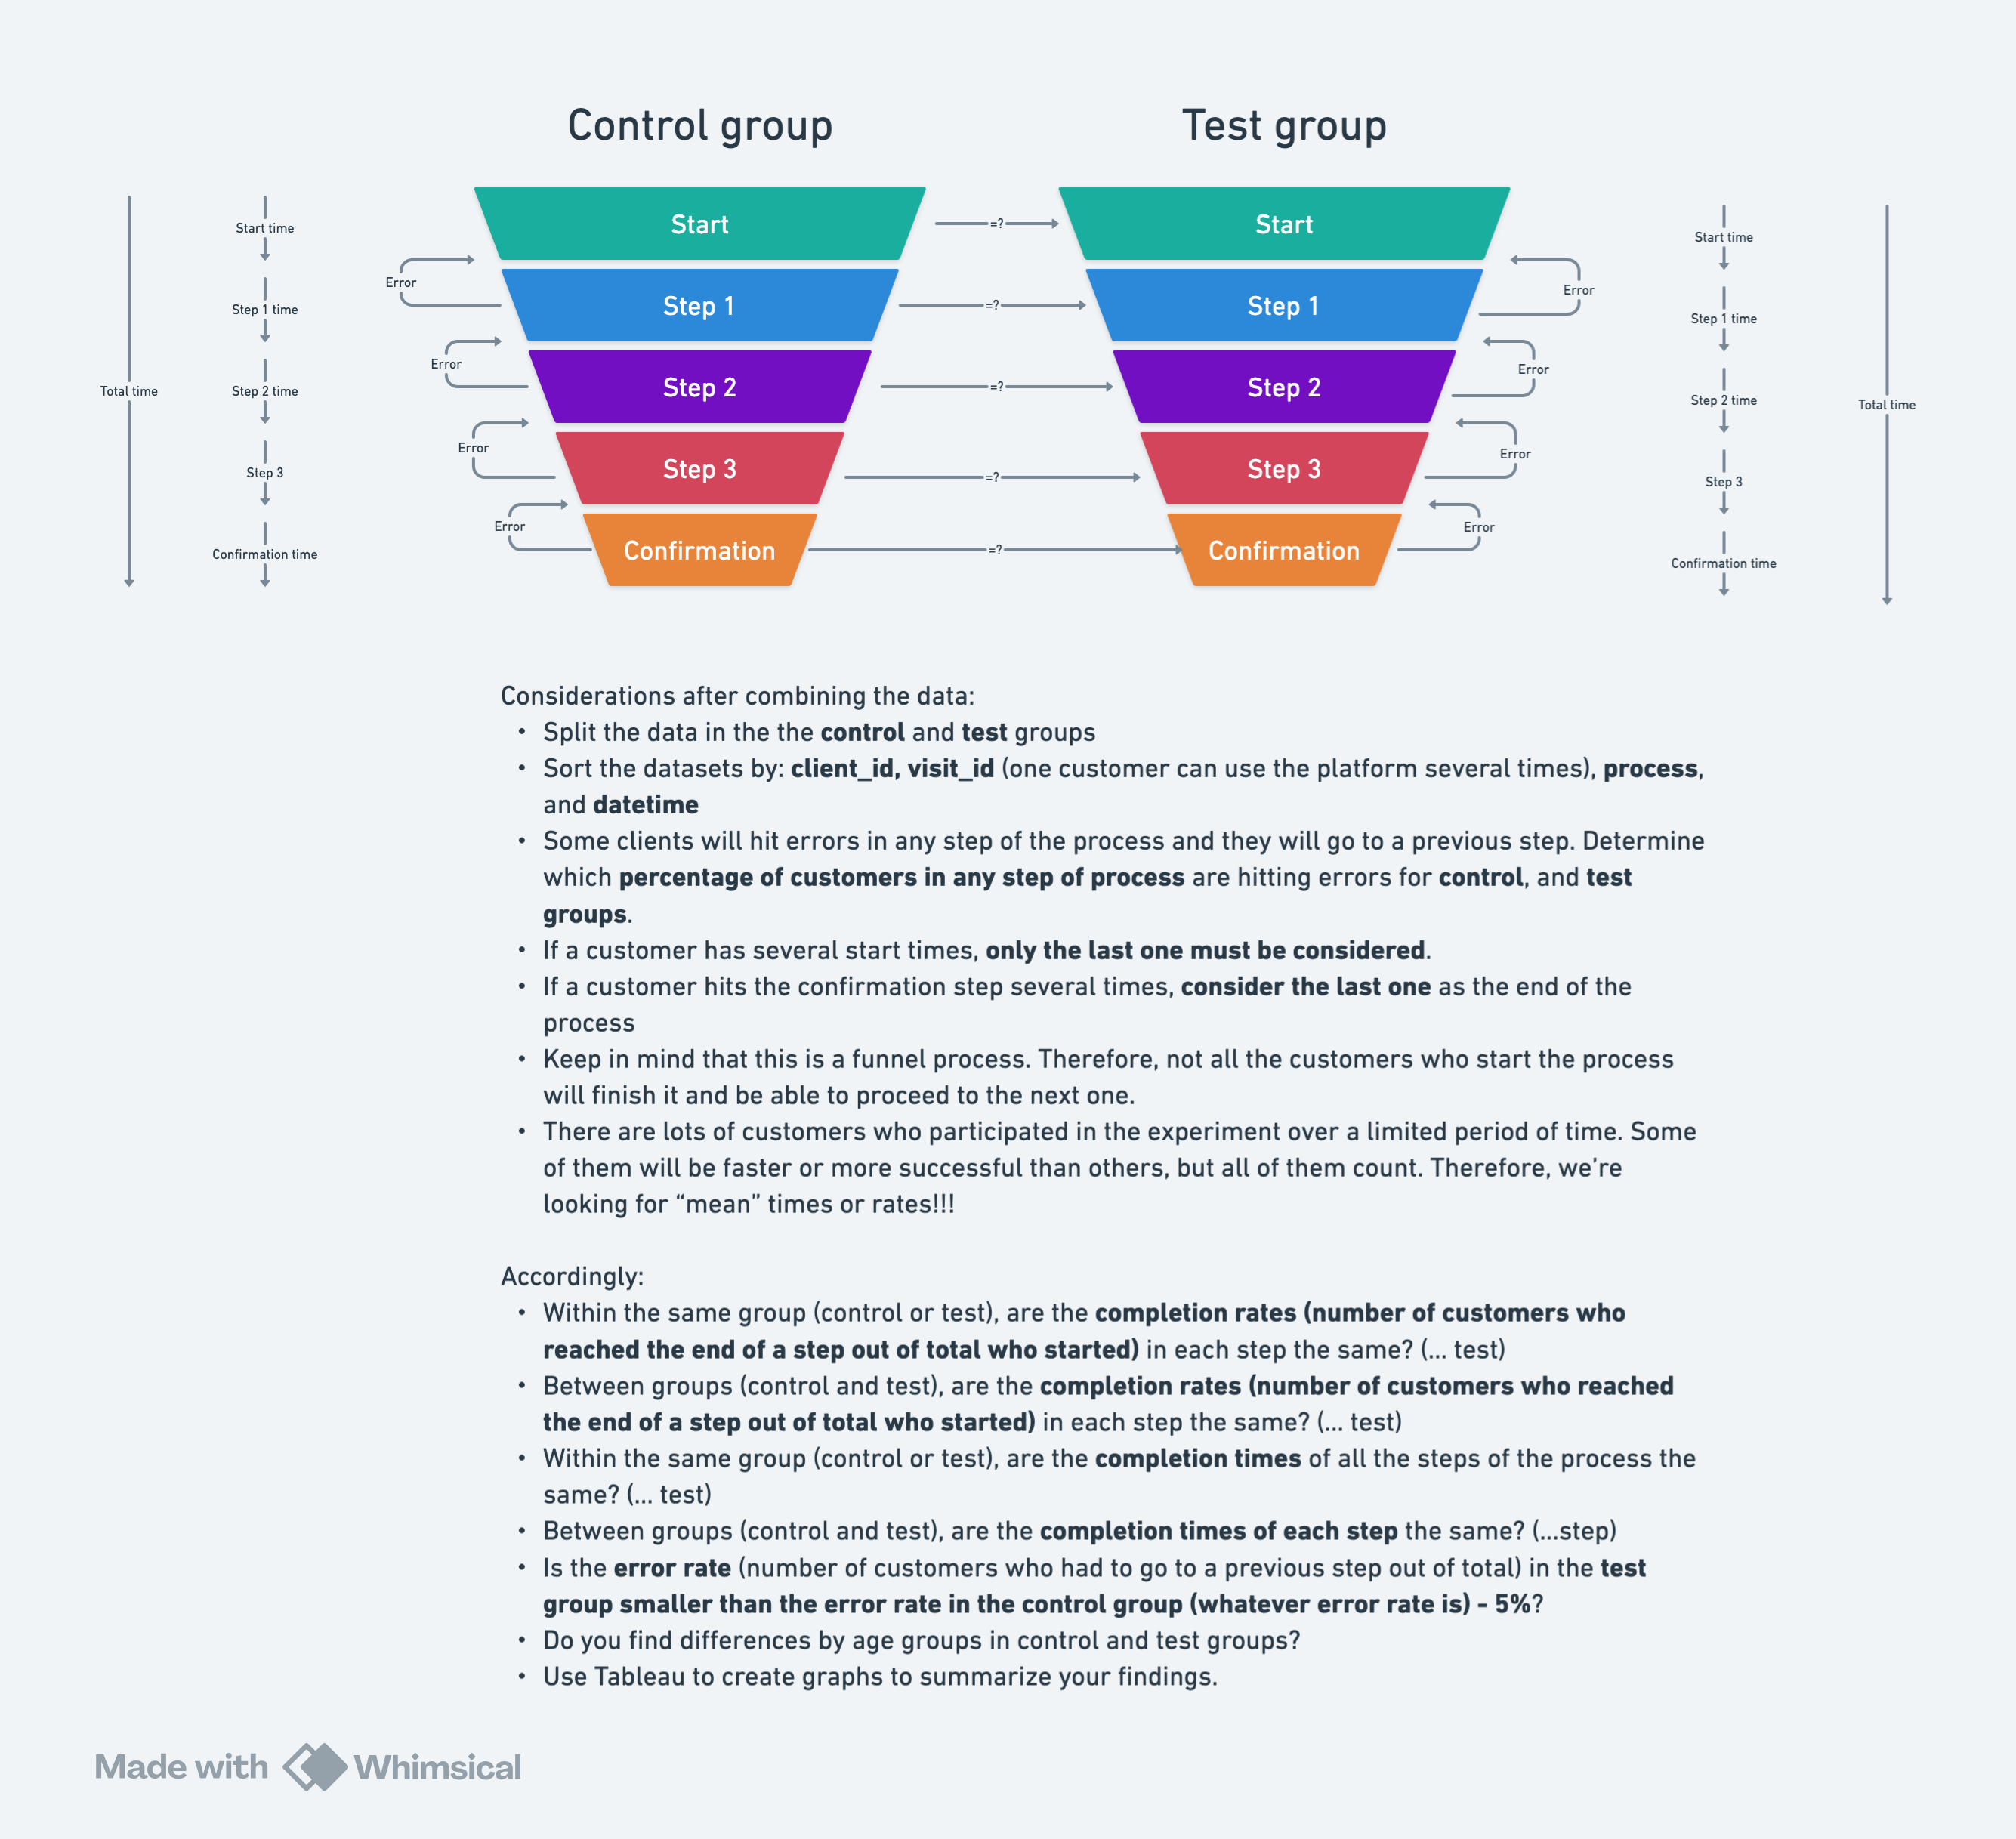 Control group
Test group
Total time
Start time
Step 1 time
Step 2 time
Step 3
Confirmation time
Error
Error
Error
Error
Start
Step 1
Step 2
Step 3
Confirmation
=?
=?
=?
=?
=?
Start
Step 1
Step 2
Step 3
Confirmation
Error
Error
Error
Error
Start time
Step 1 time
Step 2 time
Step 3
Confirmation time
Total time
Considerations after combining the data:
• Split the data in the the control and test groups
• Sort the datasets by: client_id, visit_id (one customer can use the platform several times), process,
and datetime
• Some clients will hit errors in any step of the process and they will go to a previous step. Determine
which percentage of customers in any step of process are hitting errors for control, and test
groups.
• If a customer has several start times, only the last one must be considered.
• If a customer hits the confirmation step several times, consider the last one as the end of the
process
• Keep in mind that this is a funnel process. Therefore, not all the customers who start the process
will finish it and be able to proceed to the next one.
• There are lots of customers who participated in the experiment over a limited period of time. Some
of them will be faster or more successful than others, but all of them count. Therefore, we’re
looking for “mean” times or rates!!!
Accordingly:
• Within the same group (control or test), are the completion rates (number of customers who
reached the end of a step out of total who started) in each step the same? (... test)
• Between groups (control and test), are the completion rates (number of customers who reached
the end of a step out of total who started) in each step the same? (... test)
• Within the same group (control or test), are the completion times of all the steps of the process the
same? (... test)
• Between groups (control and test), are the completion times of each step the same? (...step)
• Is the error rate (number of customers who had to go to a previous step out of total) in the test
group smaller than the error rate in the control group (whatever error rate is) - 5%?
• Do you find differences by age groups in control and test groups?
• Use Tableau to create graphs to summarize your findings.
Made with Whimsical